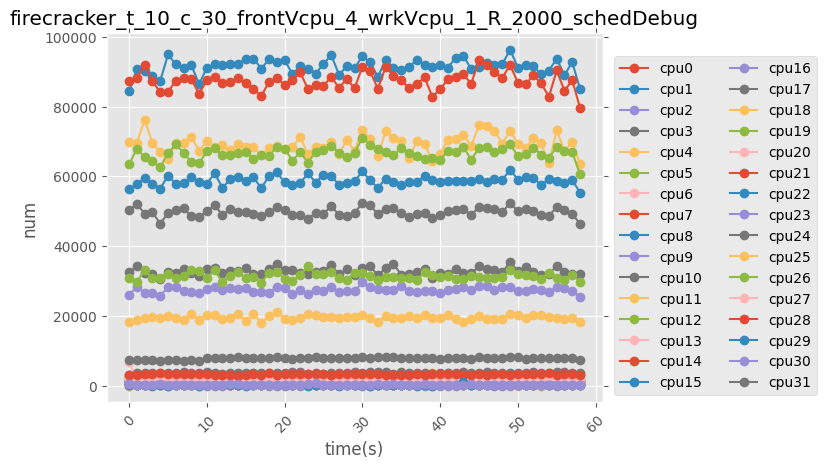 firecracker_t_10_c_30_frontVcpu_4_wrkVcpu_1_R_2000_schedDebug
100000
80000
60000
40000
20000
0
num
0
10
20
30
40
50
60
time(s)
cpu0
cpu1
cpu2
cpu3
cpu4
cpu5
cpu6
cpu7
cpu8
cpu9
cpu10
cpu11
cpu12
cpu13
cpu14
cpu15
cpu16
cpu17
cpu18
cpu19
cpu20
cpu21
cpu22
cpu23
cpu24
cpu25
cpu26
cpu27
cpu28
cpu29
cpu30
cpu31